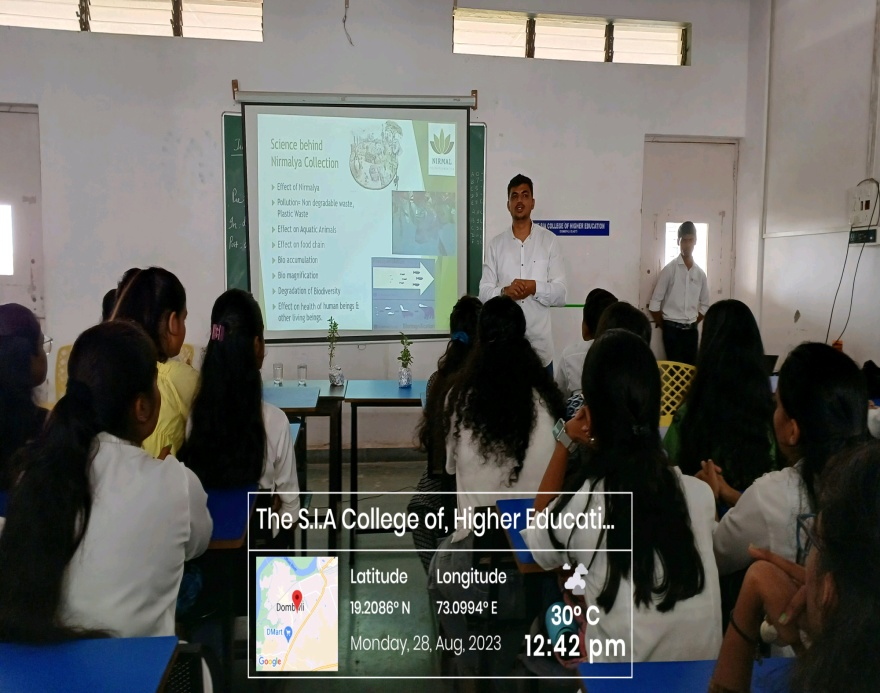 Science behind
Nirmalya Collection
NIRMAL
Effect of Nirmalya
Pollution= Non degradable waste,
Plastic Waste
Effect on Aquatic Animals
Effect on food chain
Bio accumulation
Bio magnification
Degradation of Biodiversity
Effect on health of human beings &
other living beings.
COLLEGE OF HIGHER EDUCATION
The S.I.A College of, Higher Educati...
Latitude
Longitude
19.2086° N
73.0994° E
30° C
Monday, 28, Aug, 2023
12:42 pm
DMart
Google